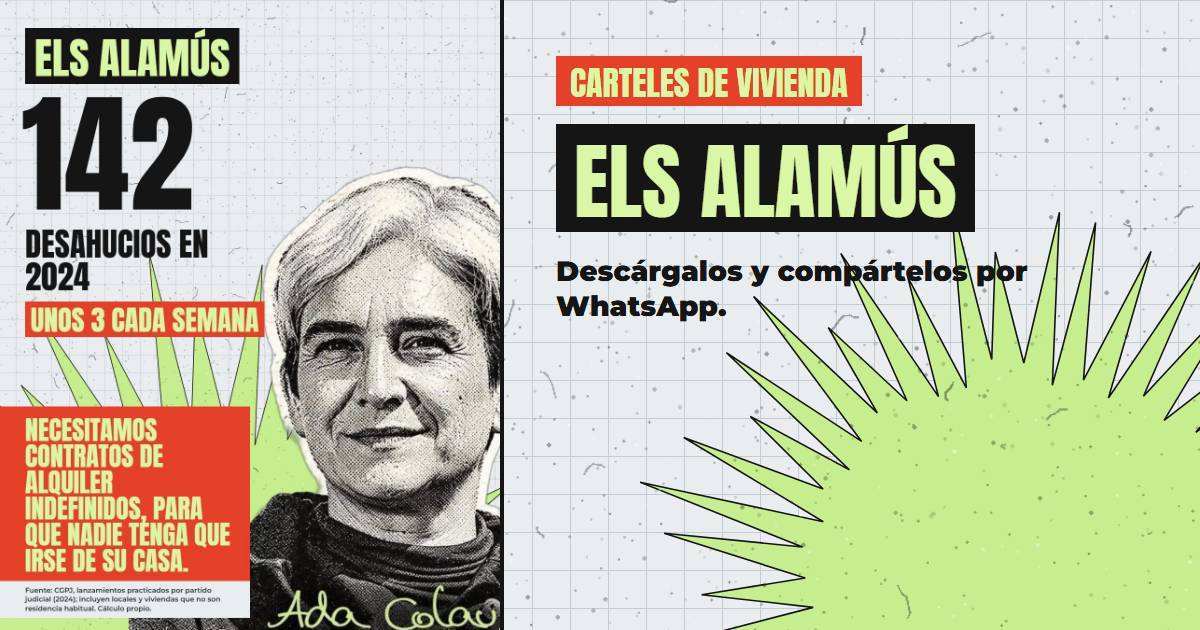 ELS ALAMÚS
142
DESAHUCIOS EN
2024
UNOS 3 CADA SEMANA
NECESITAMOS
CONTRATOS DE
ALQUILER
INDEFINIDOS, PARA
QUE NADIE TENGA QUE
IRSE DE SU CASA.
Fuente: CGPJ, lanzamientos practicados por partido
judicial (2024); incluyen locales y viviendas que no son
residencia habitual. Cálculo propio.
Ada Colau
CARTELES DE VIVIENDA
ELS ALAMÚS
Descárgalos y compártelos por
WhatsApp.